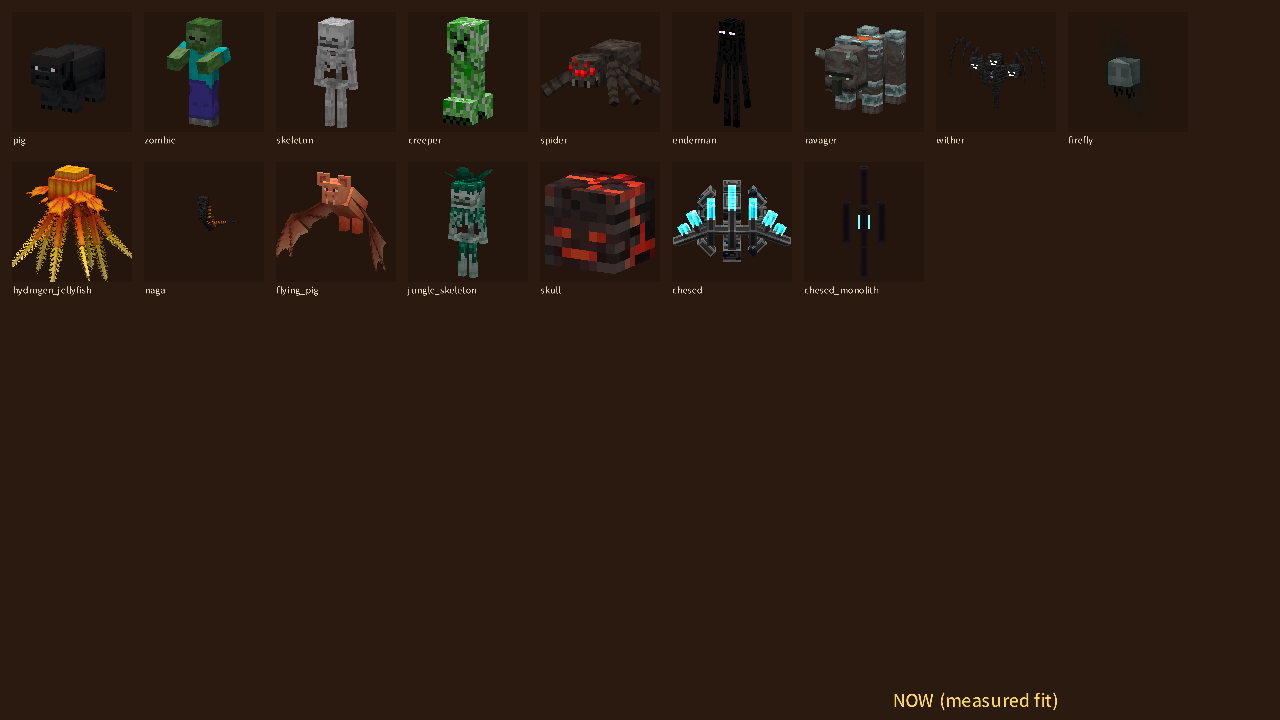 pig
zombie
skeleton
creeper
spider
enderman
ravager
wither
firefly
hydrogen_jellyfish
naga
flying_pig
jungle_skeleton
skull
chesed
chesed_monolith
NOW (measured fit)